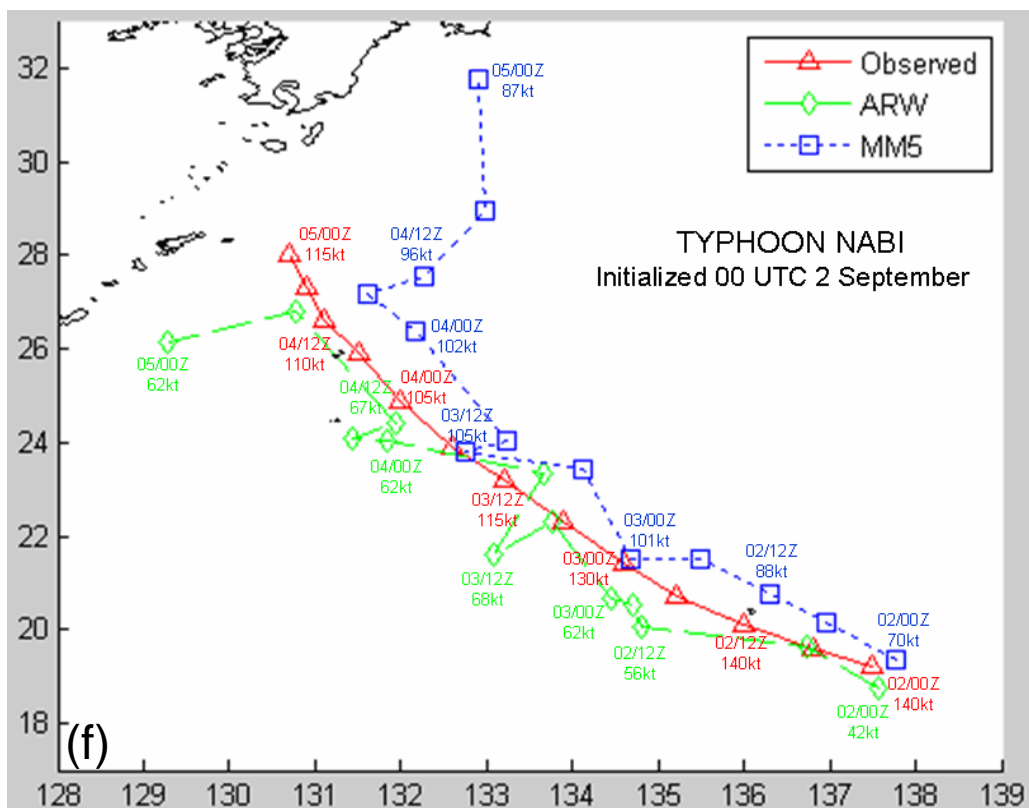 32
30
28
26
24
22
20
18
128
129
130
131
132
133
134
135
136
137
138
139
Observed
ARW
MM5
TYPHOON NABI
Initialized 00 UTC 2 September
05/00Z
87kt
04/12Z
96kt
04/00Z
102kt
03/12Z
105kt
03/00Z
101kt
02/12Z
88kt
02/00Z
70kt
05/00Z
115kt
04/12Z
110kt
04/00Z
105kt
03/12Z
115kt
03/00Z
130kt
02/12Z
140kt
02/00Z
140kt
05/00Z
62kt
04/12Z
67kt
04/00Z
62kt
03/12Z
68kt
03/00Z
62kt
02/12Z
56kt
02/00Z
42kt
(f)